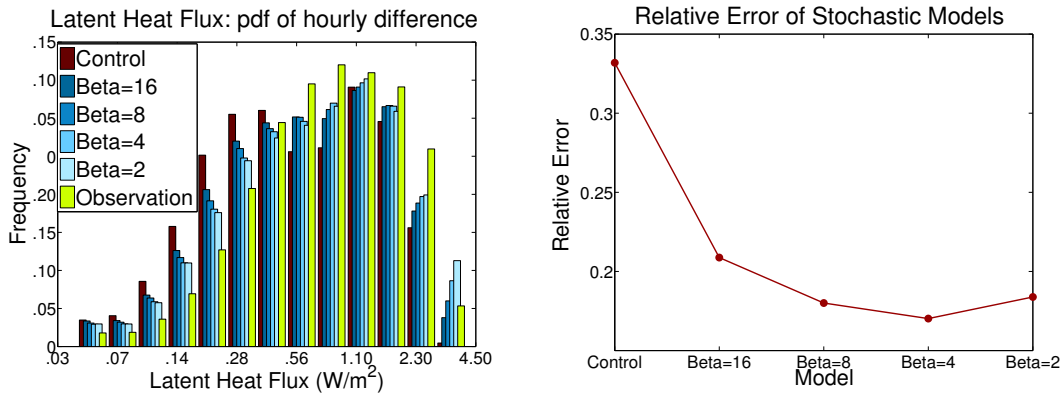 Latent Heat Flux: pdf of hourly difference
.15
.10
.05
0
.20
.15
.10
.05
0
Frequency
Control
Beta=16
Beta=8
Beta=4
Beta=2
Observation
.03 .07 .14 .28 .56 1.10 2.30 4.50
Latent Heat Flux (W/m2)
Relative Error of Stochastic Models
0.35
0.3
0.25
0.2
Relative Error
Control Beta=16 Beta=8 Beta=4 Beta=2
Model